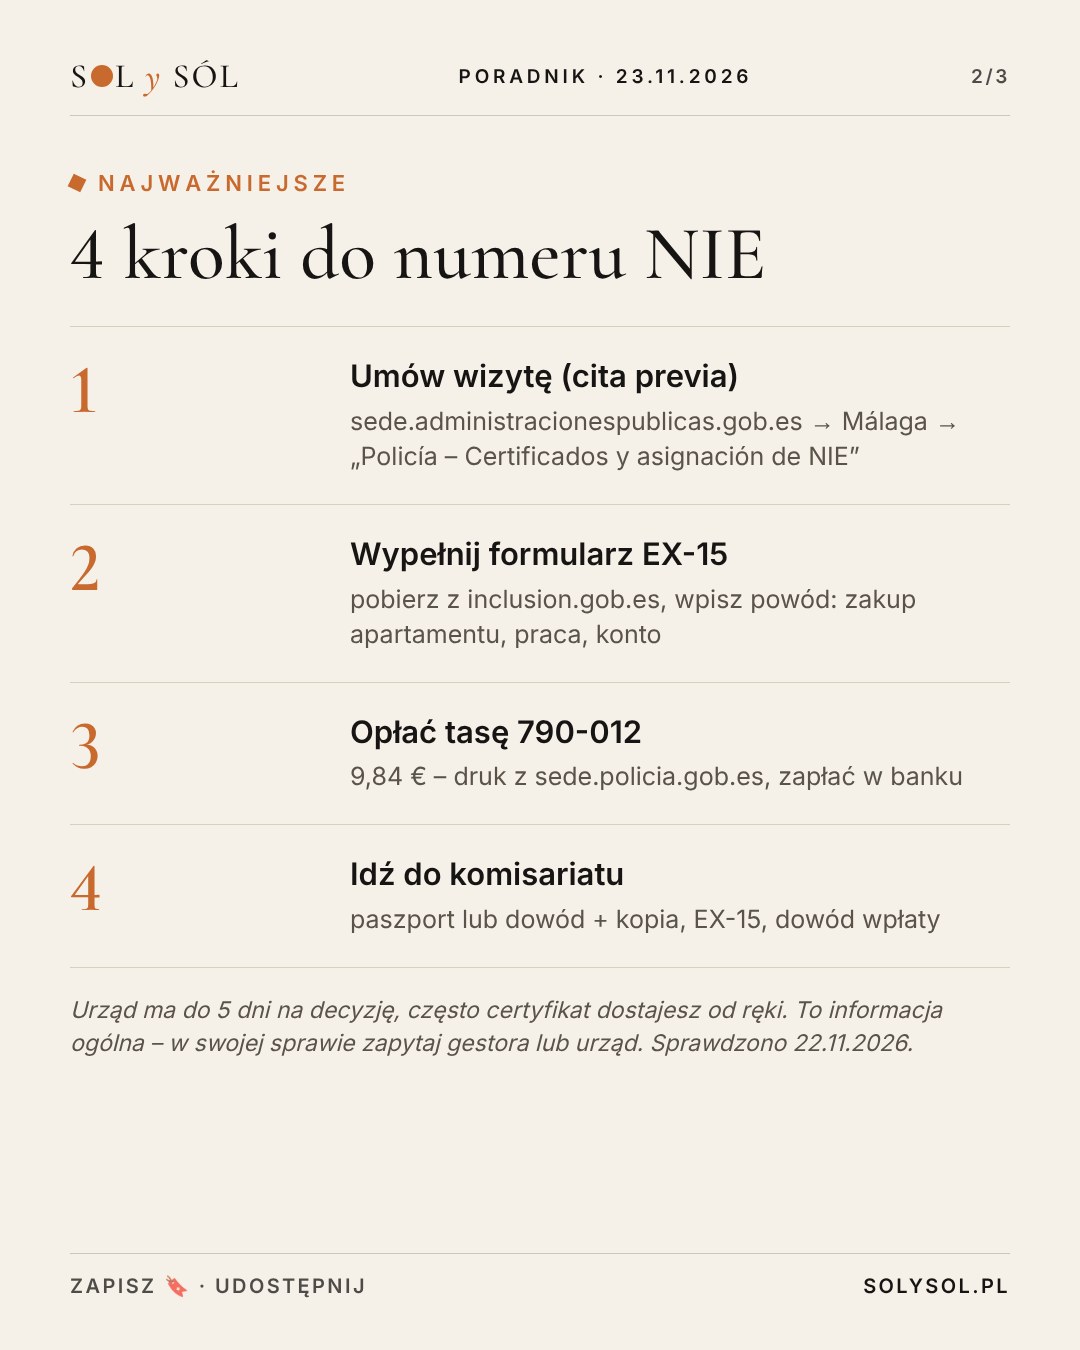 SOL y SÓL
PORADNIK · 23.11.2026
2/3
NAJWAŻNIEJSZE
4 kroki do numeru NIE
1
Umów wizytę (cita previa)
sede.administracionespublicas.gob.es → Málaga →
„Policía – Certificados y asignación de NIE”
2
Wypełnij formularz EX-15
pobierz z inclusion.gob.es, wpisz powód: zakup
apartamentu, praca, konto
3
Opłać tasę 790-012
9,84 € – druk z sede.policia.gob.es, zapłać w banku
4
Idź do komisariatu
paszport lub dowód + kopia, EX-15, dowód wpłaty
Urząd ma do 5 dni na decyzję, często certyfikat dostajesz od ręki. To informacja
ogólna – w swojej sprawie zapytaj gestora lub urząd. Sprawdzono 22.11.2026.
ZAPISZ 🔖 · UDOSTĘPNIJ
SOLYSOL.PL